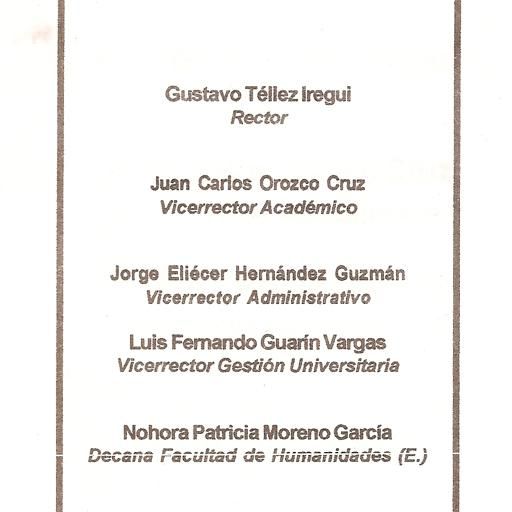 Gustavo Téllez Iregui
Rector
Juan Carlos Orozco Cruz
Vicerrector Académico
Jorge Eliécer Hernández Guzmán
Vicerrector Administrativo
Luis Fernando Guarín Vargas
Vicerrector Gestión Universitaria
Nohora Patricia Moreno García
Decana Facultad de Humanidades (E.)